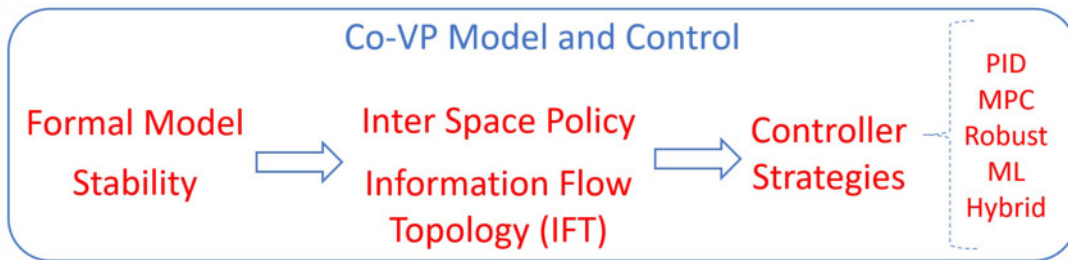 Co-VP Model and Control
Formal Model
Stability
Inter Space Policy
Information Flow
Topology (IFT)
Controller
Strategies
PID
MPC
Robust
ML
Hybrid